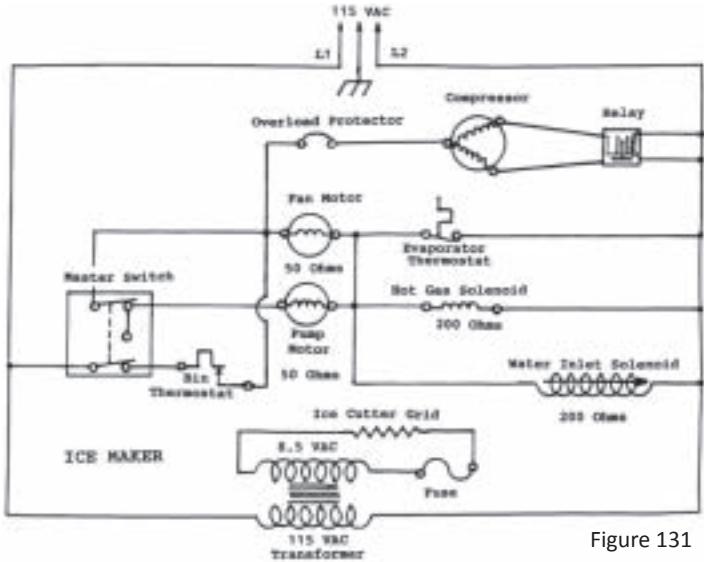 115 VAC
L1
L2
Compressor
Relay
Overload Protector
Fan Motor
50 Ohms
Evaporator
Thermostat
Master Switch
Hot Gas Solenoid
200 Ohms
Pump
Motor
50 Ohms
Bin
Thermostat
Water Inlet Solenoid
200 Ohms
Ice Cutter Grid
8.5 VAC
Fuse
ICE MAKER
115 VAC
Transformer
Figure 131